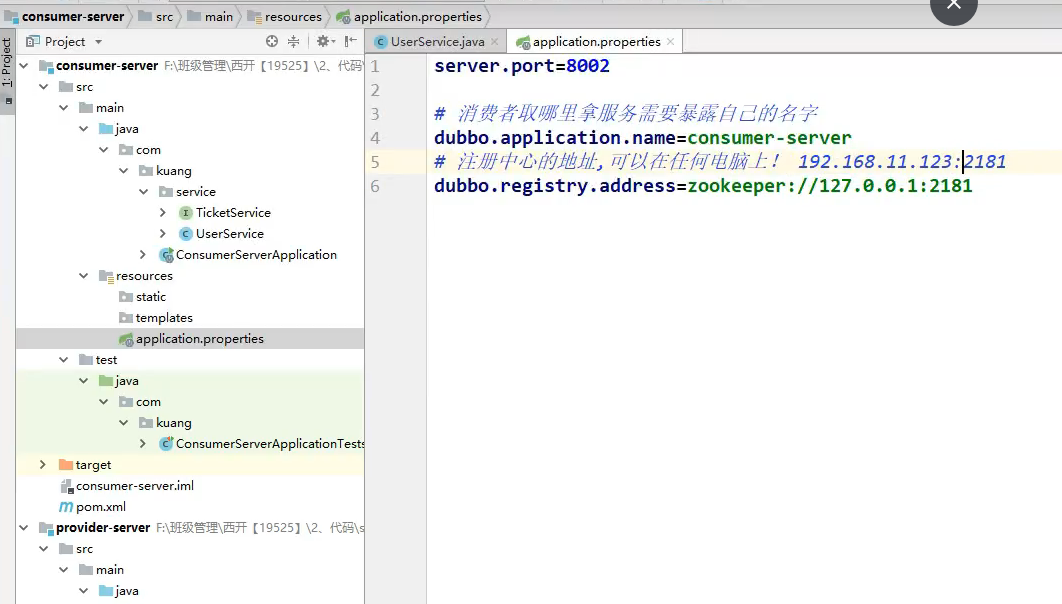 consumer-server src main resources application.properties
1: Project
Project
UserService.java application.properties
consumer-server F:\班级管理\西开【19525】\2、代码\
src
main
java
com
kuang
service
TicketService
UserService
ConsumerServerApplication
resources
static
templates
application.properties
test
java
com
kuang
ConsumerServerApplicationTests
target
consumer-server.iml
pom.xml
provider-server F:\班级管理\西开【19525】\2、代码\s
src
main
java
1 server.port=8002
2
3 # 消费者取哪里拿服务需要暴露自己的名字
4 dubbo.application.name=consumer-server
5 # 注册中心的地址,可以在任何电脑上！ 192.168.11.123:2181
6 dubbo.registry.address=zookeeper://127.0.0.1:2181